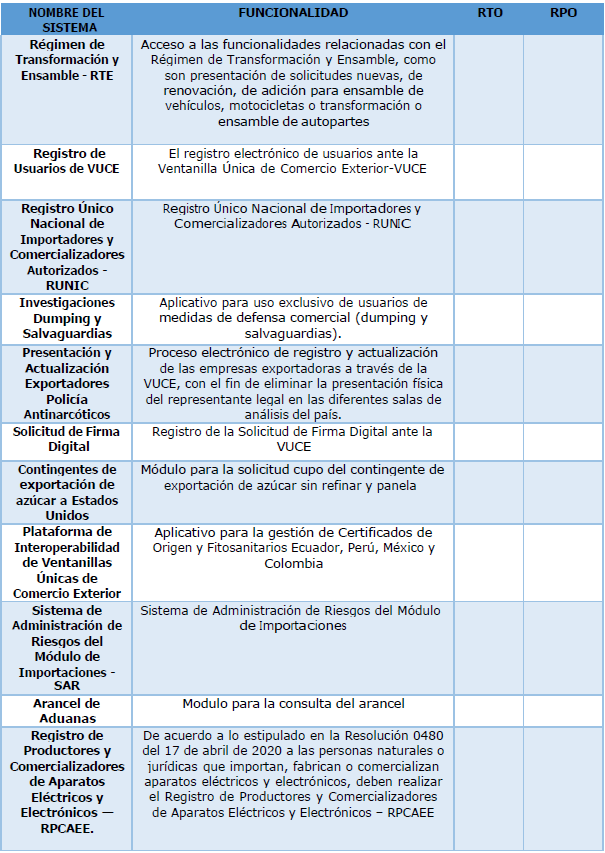 NOMBRE DEL
SISTEMA
FUNCIONALIDAD
RTO
RPO
Régimen de
Transformación y
Ensamble - RTE
Acceso a las funcionalidades relacionadas con el
Régimen de Transformación y Ensamble, como
son presentación de solicitudes nuevas, de
renovación, de adición para ensamble de
vehículos, motocicletas o transformación o
ensamble de autopartes
Registro de
Usuarios de VUCE
El registro electrónico de usuarios ante la
Ventanilla Única de Comercio Exterior-VUCE
Registro Único
Nacional de
Importadores y
Comercializadores
Autorizados -
RUNIC
Registro Único Nacional de Importadores y
Comercializadores Autorizados - RUNIC
Investigaciones
Dumping y
Salvaguardias
Aplicativo para uso exclusivo de usuarios de
medidas de defensa comercial (dumping y
salvaguardias).
Presentación y
Actualización
Exportadores
Policía
Antinarcóticos
Proceso electrónico de registro y actualización
de las empresas exportadoras a través de la
VUCE, con el fin de eliminar la presentación física
del representante legal en las diferentes salas de
análisis del país.
Solicitud de Firma
Digital
Registro de la Solicitud de Firma Digital ante la
VUCE
Contingentes de
exportación de
azúcar a Estados
Unidos
Módulo para la solicitud cupo del contingente de
exportación de azúcar sin refinar y panela
Plataforma de
Interoperabilidad
de Ventanillas
Únicas de
Comercio Exterior
Aplicativo para la gestión de Certificados de
Origen y Fitosanitarios Ecuador, Perú, México y
Colombia
Sistema de
Administración de
Riesgos del
Módulo de
Importaciones -
SAR
Sistema de Administración de Riesgos del Módulo
de Importaciones
Arancel de
Aduanas
Modulo para la consulta del arancel
Registro de
Productores y
Comercializadores
de Aparatos
Eléctricos y
Electrónicos —
RPCAEE.
De acuerdo a lo estipulado en la Resolución 0480
del 17 de abril de 2020 a las personas naturales o
jurídicas que importan, fabrican o comercializan
aparatos eléctricos y electrónicos, deben realizar
el Registro de Productores y Comercializadores
de Aparatos Eléctricos y Electrónicos – RPCAEE